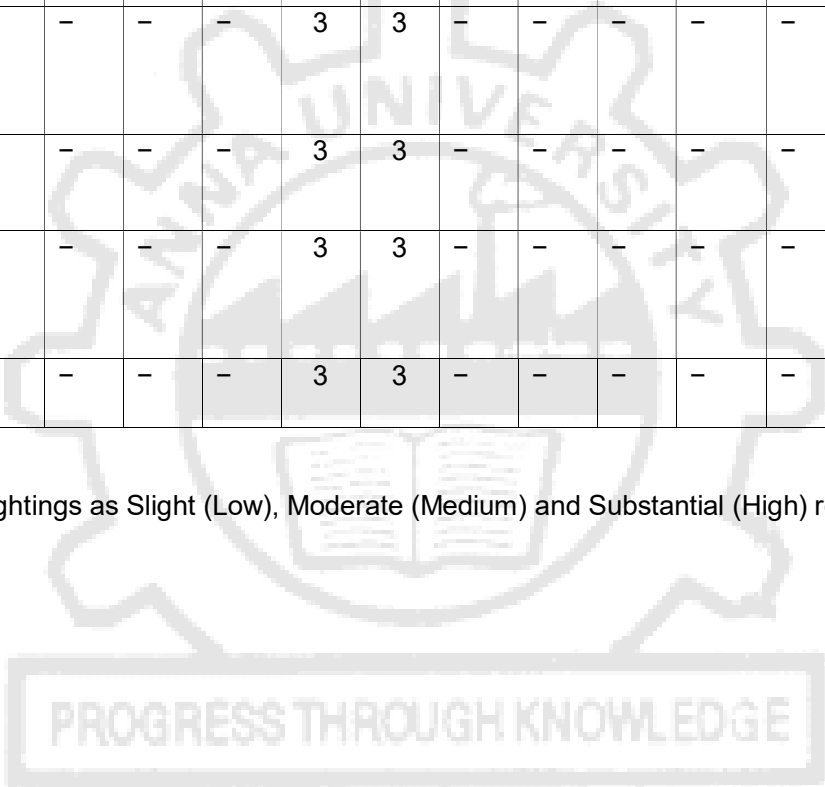 – – – 3 3 – – – – –
– – – 3 3 – – – – –
– – – 3 3 – – – – –
– – – 3 3 – – – – –
ghtings as Slight (Low), Moderate (Medium) and Substantial (High) r
ANNA UNIVERSITY
PROGRESS THROUGH KNOWLEDGE